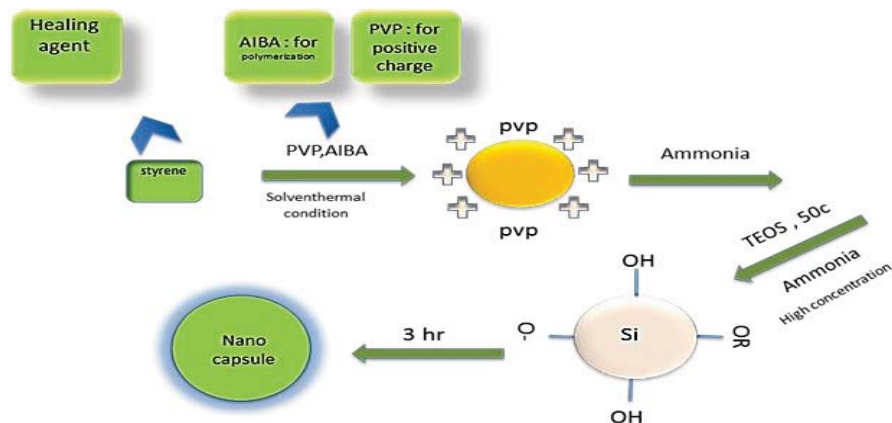 Healing
agent
AIBA : for
polymerization
PVP: for
positive
charge
styrene
PVP,AIBA
Solventhermal
condition
pvp
pvp
Ammonia
TEOS , 50c
Ammonia
High concentration
OH
O-
Si
OR
OH
3 hr
Nano
capsule